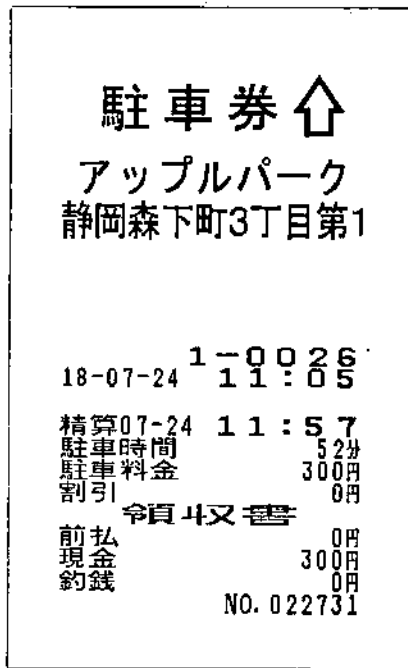 駐車券⇧
アップルパーク
静岡森下町3丁目第1
1-0026
18-07-24 11:05
精算07-24 11:57
駐車時間 52分
駐車料金 300円
割引 0円
領収書
前払 0円
現金 300円
釣銭 0円
NO.022731